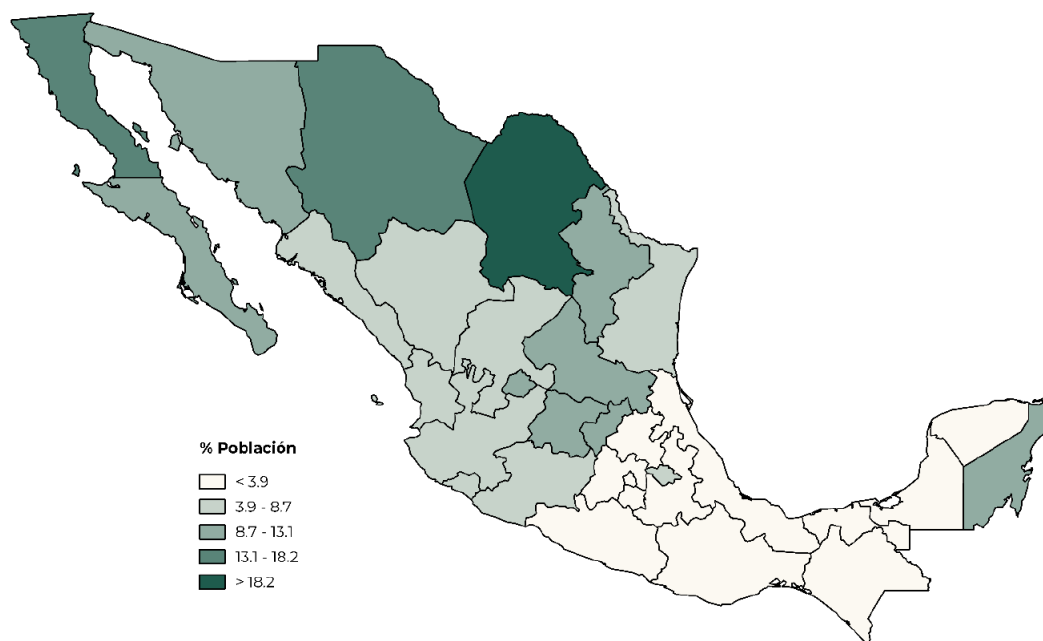 % Población
< 3.9
3.9 - 8.7
8.7 - 13.1
13.1 - 18.2
> 18.2